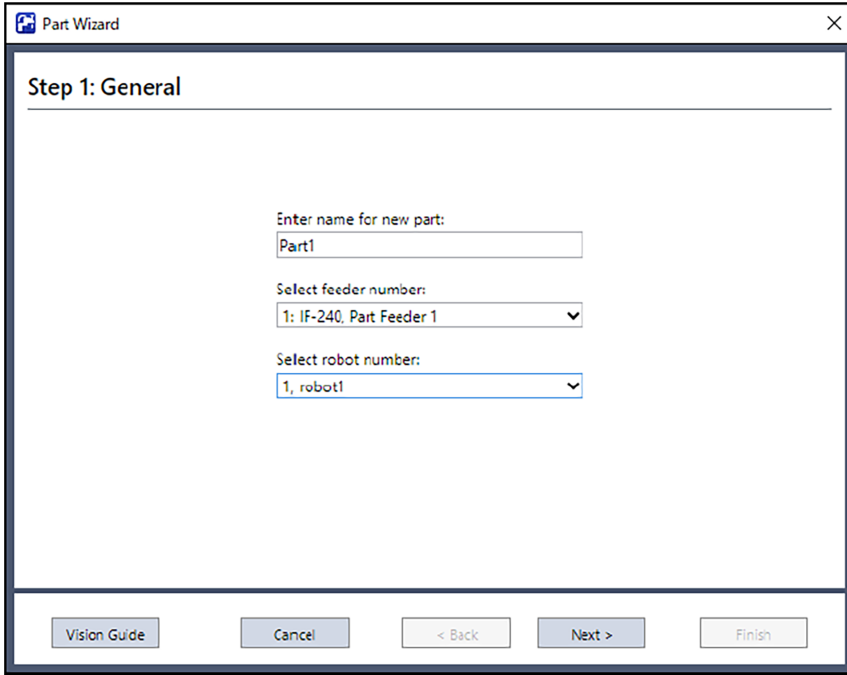 Part Wizard
Step 1: General
Enter name for new part:
Part1
Select feeder number:
1: IF-240, Part Feeder 1
Select robot number:
1, robot1
Vision Guide Cancel < Back Next > Finish